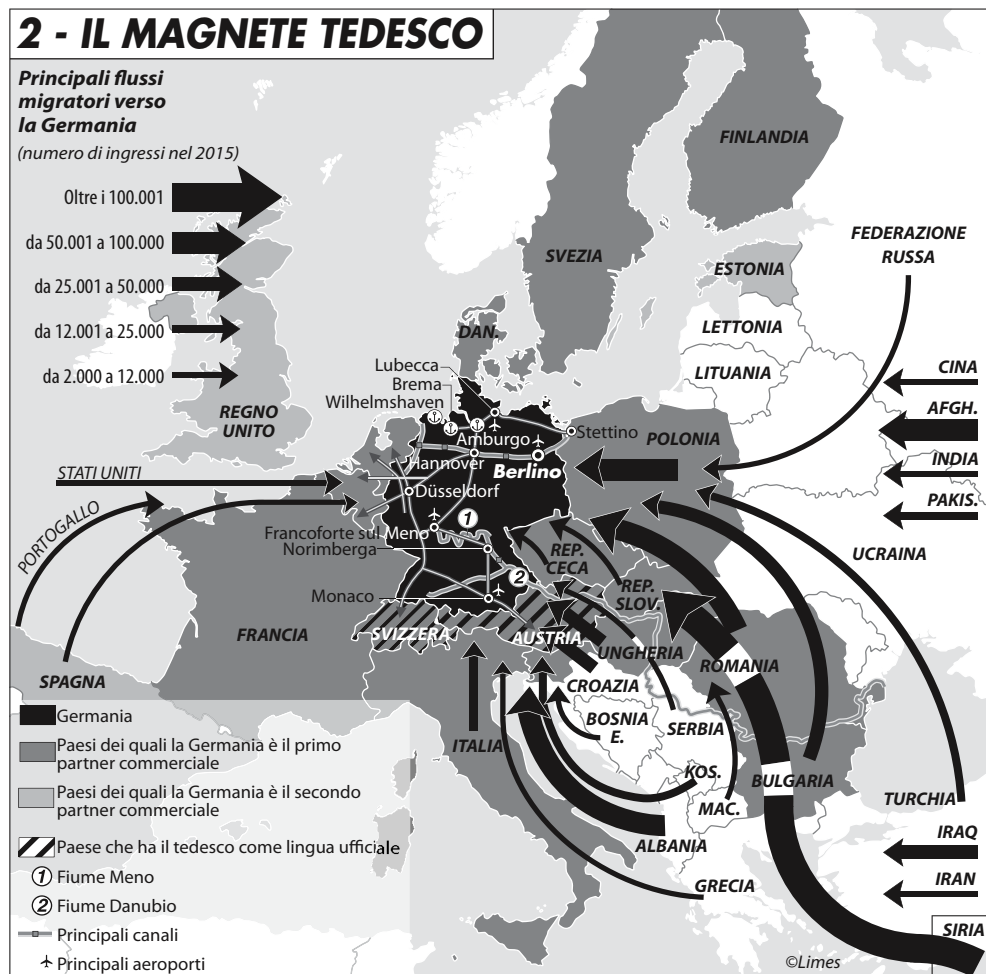 2 - IL MAGNETE TEDESCO
Principali flussi
migratori verso
la Germania
(numero di ingressi nel 2015)
Oltre i 100.001
da 50.001 a 100.000
da 25.001 a 50.000
da 12.001 a 25.000
da 2.000 a 12.000
FINLANDIA
SVEZIA
ESTONIA
FEDERAZIONE
RUSSA
LETTONIA
LITUANIA
DAN.
REGNO
UNITO
Lubecca
Brema
Wilhelmshaven
Amburgo
Stettino
POLONIA
Hannover
Berlino
CINA
AFGH.
INDIA
PAKIS.
STATI UNITI
PORTOGALLO
Düsseldorf
Francoforte sul Meno
1
Norimberga
2
Monaco
REP.
CECA
REP.
SLOV.
UCRAINA
FRANCIA
SVIZZERA
AUSTRIA
UNGHERIA
ROMANIA
SPAGNA
CROAZIA
BOSNIA
E.
SERBIA
ITALIA
KOS.
MAC.
BULGARIA
TURCHIA
ALBANIA
GRECIA
IRAQ
IRAN
SIRIA
Germania
Paesi dei quali la Germania è il primo
partner commerciale
Paesi dei quali la Germania è il secondo
partner commerciale
Paese che ha il tedesco come lingua ufficiale
1 Fiume Meno
2 Fiume Danubio
Principali canali
Principali aeroporti
©Limes